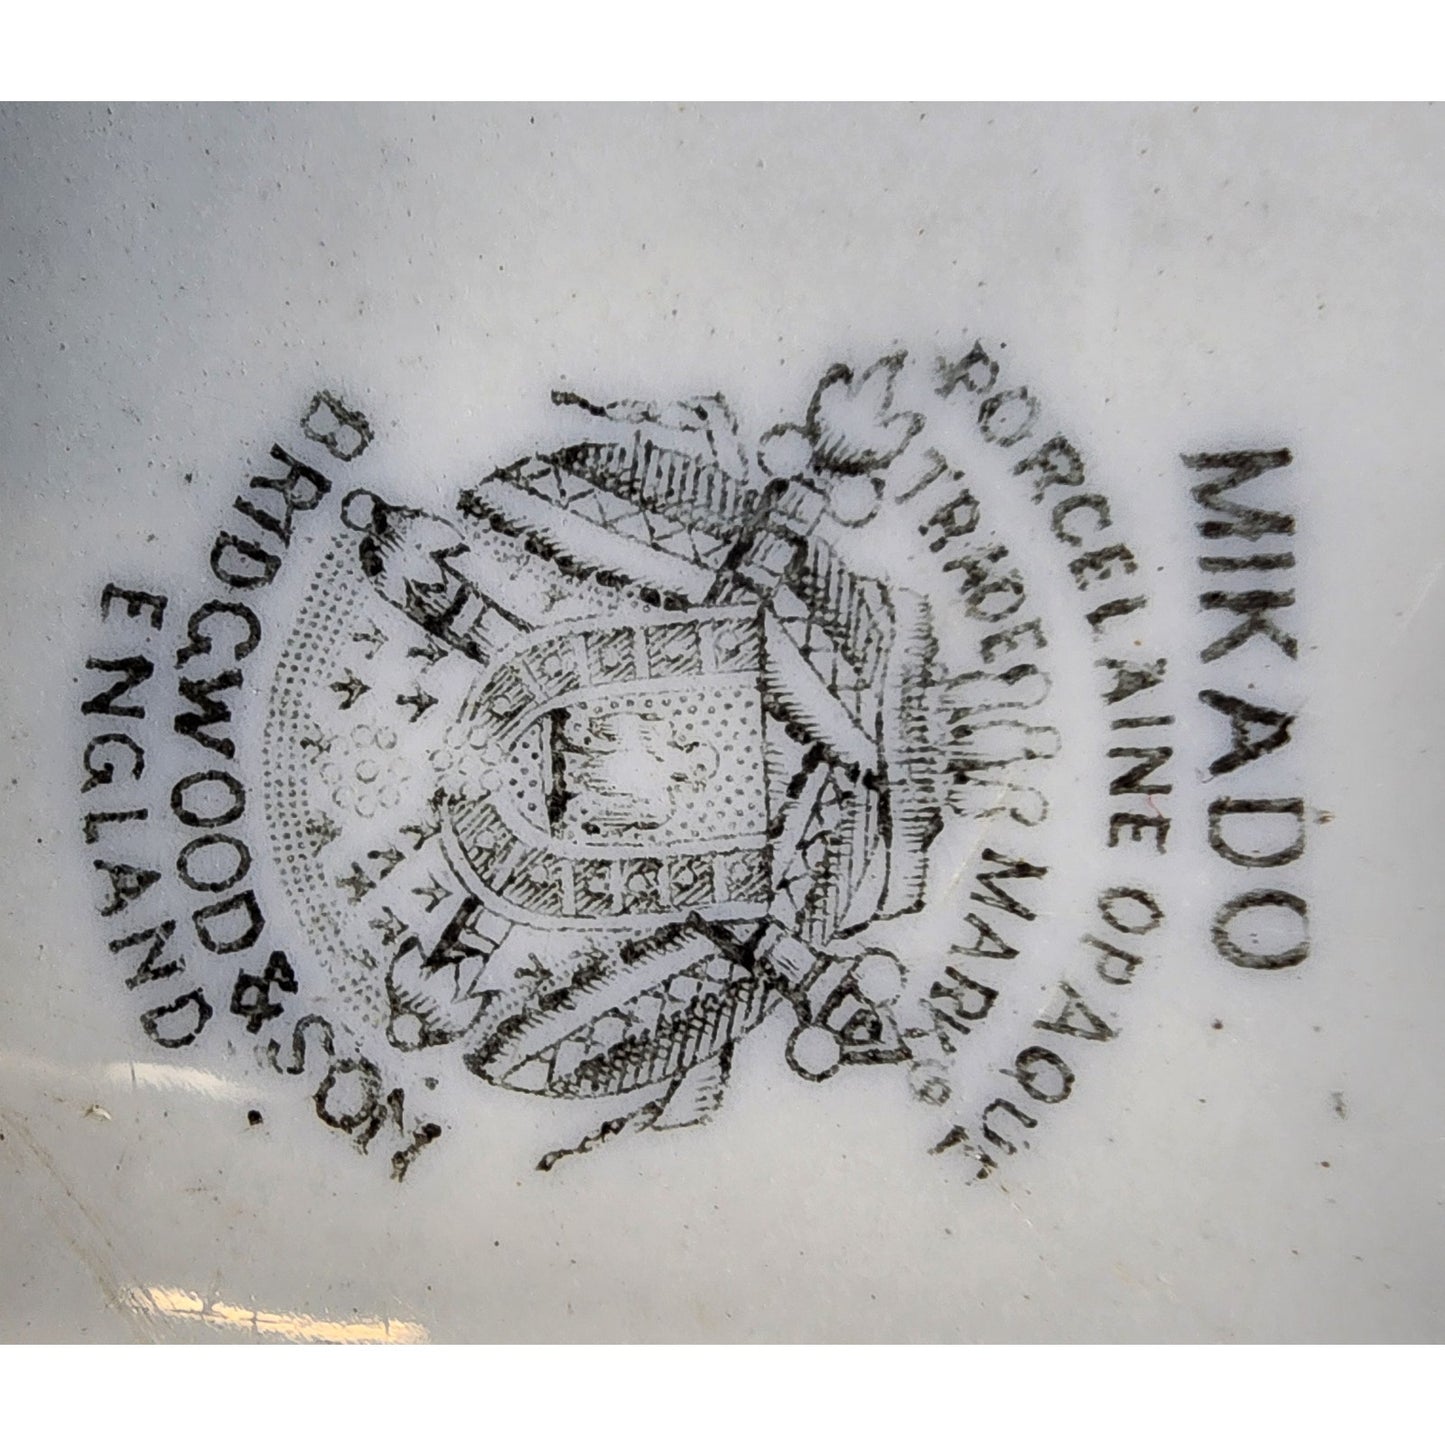 ENGLAND
BRIDGWOOD & SON
TRADE MARK
PORCELAINE OPAQUE
MIKADO